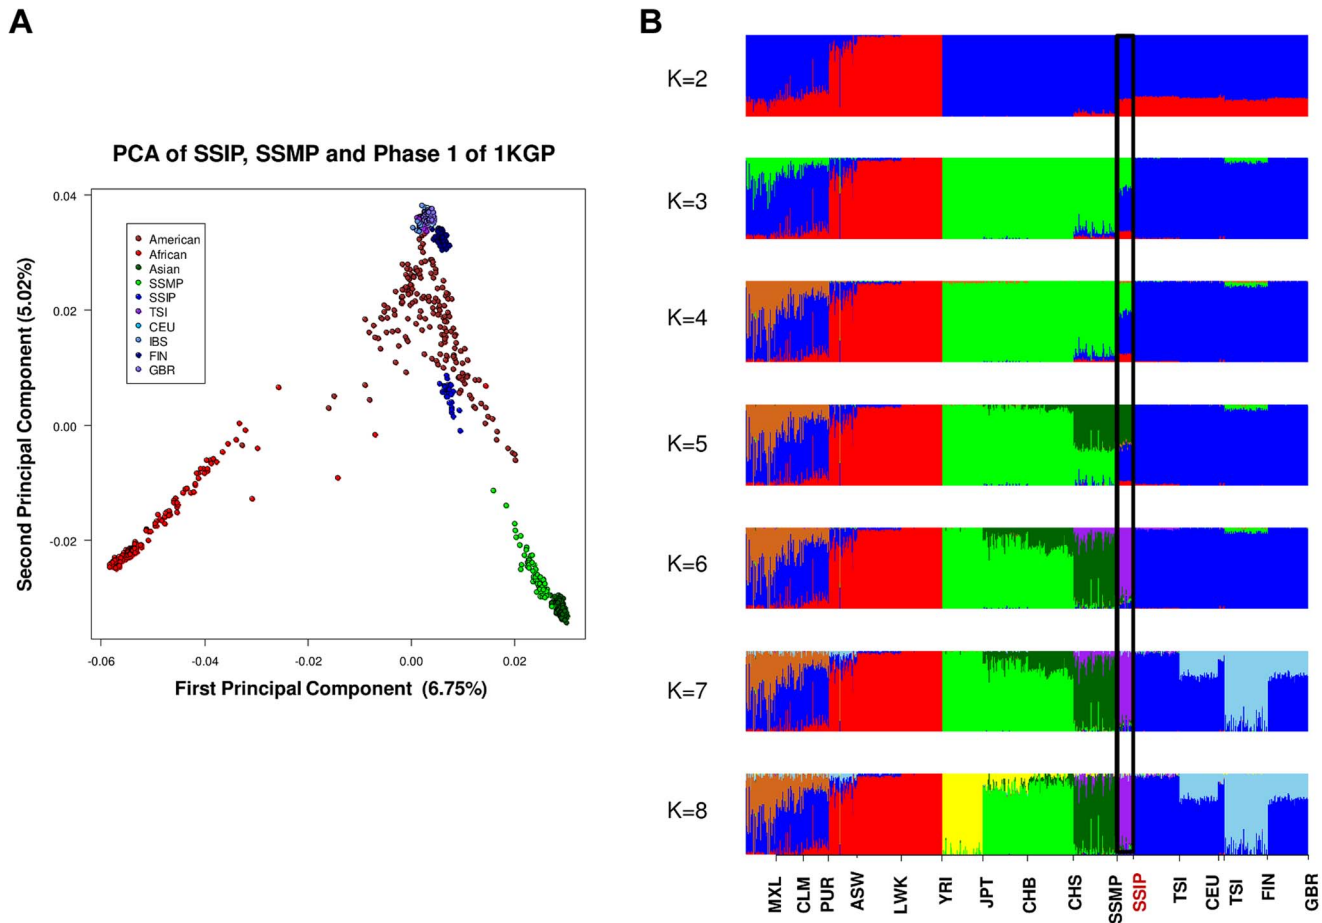 A
PCA of SSIP, SSMP and Phase 1 of 1KGP
Second Principal Component (5.02%)
0.04
0.02
0.00
-0.02
American
African
Asian
SSMP
SSIP
TSI
CEU
IBS
FIN
GBR
-0.06
-0.04
-0.02
0.00
0.02
First Principal Component (6.75%)
B
K=2
K=3
K=4
K=5
K=6
K=7
K=8
MXL
CLM
PUR
ASW
LWK
YRI
JPT
CHB
CHS
SSMP
SSIP
TSI
CEU
TSI
FIN
GBR